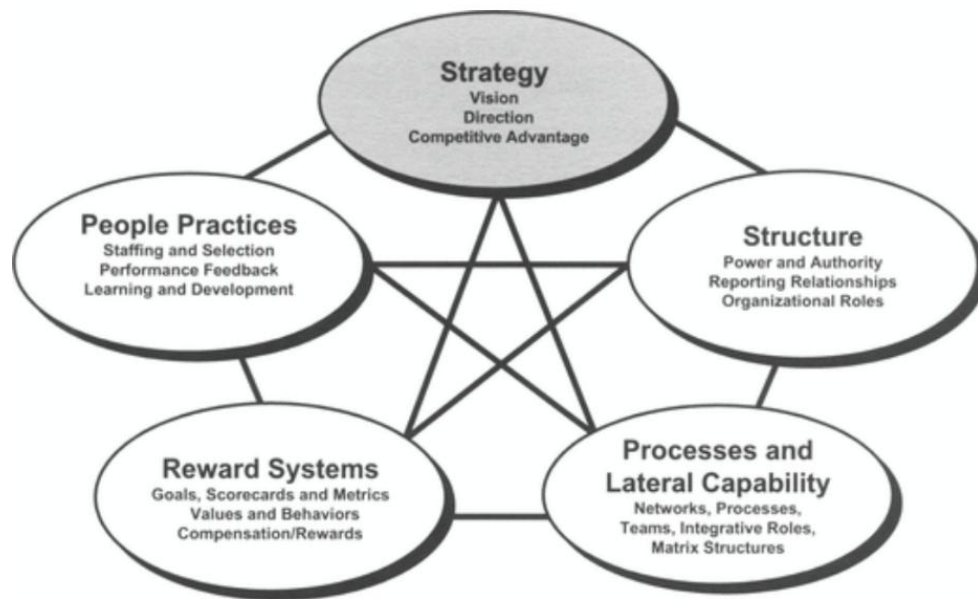 Strategy
Vision
Direction
Competitive Advantage
People Practices
Staffing and Selection
Performance Feedback
Learning and Development
Structure
Power and Authority
Reporting Relationships
Organizational Roles
Reward Systems
Goals, Scorecards and Metrics
Values and Behaviors
Compensation/Rewards
Processes and
Lateral Capability
Networks, Processes,
Teams, Integrative Roles,
Matrix Structures